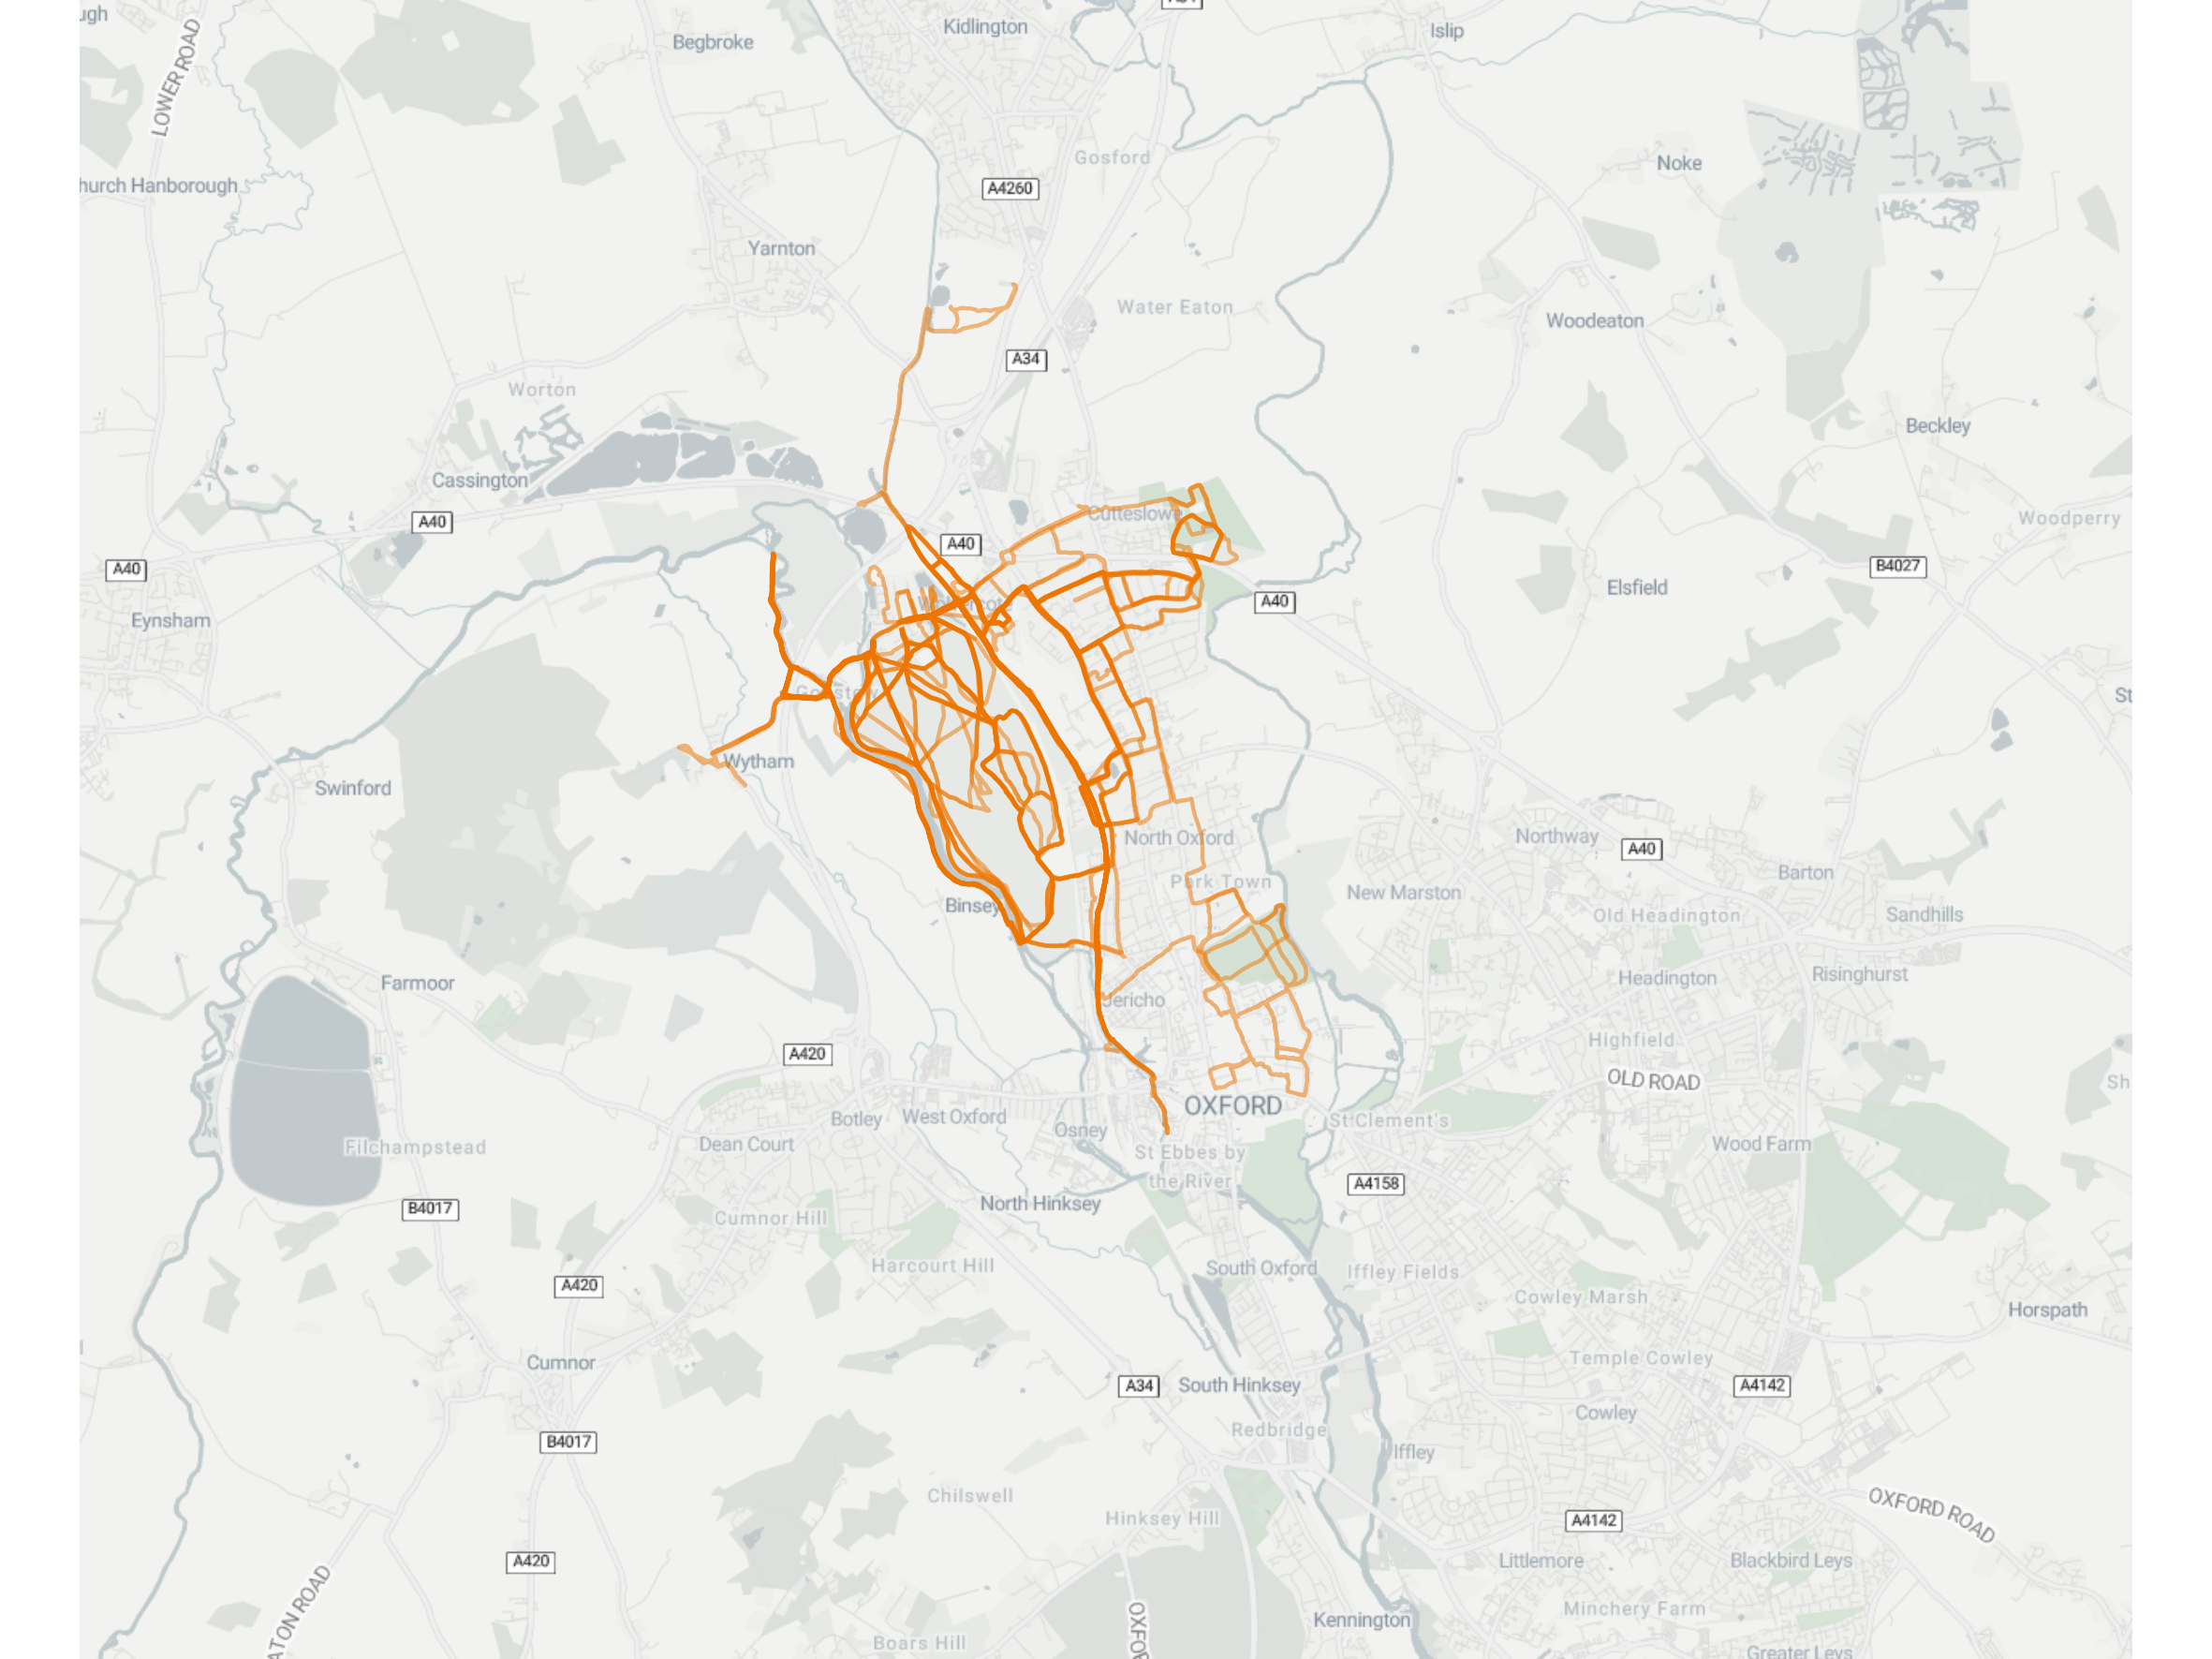 A34
ugh
Kidlington
Islip
Begbroke
LOWER ROAD
Gosford
Noke
hurch Hanborough
A4260
Yarnton
Water Eaton
Woodeaton
A34
Worton
Beckley
Cassington
A40
Cutteslowe
Woodperry
A40
A40
B4027
Elsfield
Eynsham
A40
Wolvercote
Godstow
St
Wytham
Swinford
North Oxford
Northway
A40
Barton
Park Town
New Marston
Binsey
Old Headington
Sandhills
Farmoor
Headington
Risinghurst
Jericho
Highfield
A420
OLD ROAD
Sh
OXFORD
Botley
West Oxford
St Clement's
Osney
Filchampstead
Dean Court
Wood Farm
St Ebbes by
the River
A4158
North Hinksey
B4017
Cumnor Hill
Harcourt Hill
South Oxford
Iffley Fields
A420
Cowley Marsh
Horspath
Cumnor
Temple Cowley
A34
South Hinksey
A4142
Cowley
Redbridge
B4017
Iffley
Chilswell
OXFORD ROAD
Hinksey Hill
A4142
A420
Littlemore
Blackbird Leys
ATON ROAD
Minchery Farm
OXFO
Kennington
Boars Hill
Greater Leys